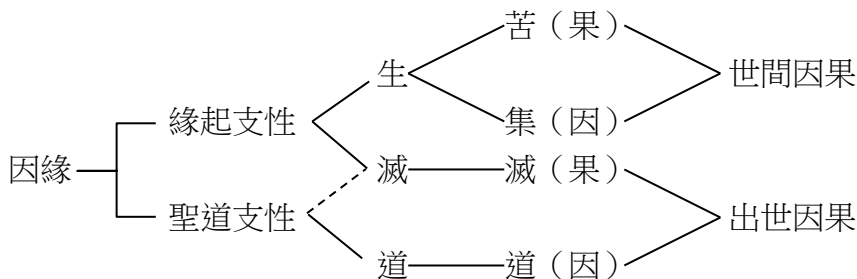 苦（果）
生
世間因果
緣起支性
集（因）
因緣
滅
滅（果）
聖道支性
出世因果
道
道（因）